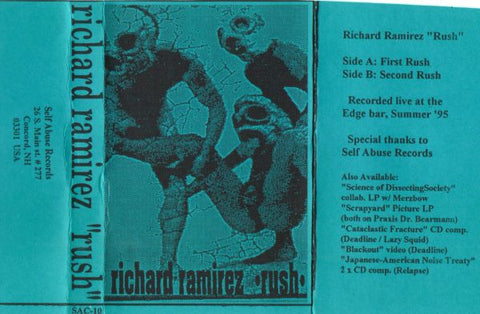 Self Abuse Records
26 S. Main st. # 277
Concord, NH
03301 USA
richard ramirez "rush"
SAC-10
richard ramirez •rush•
Richard Ramirez "Rush"
Side A: First Rush
Side B: Second Rush
Recorded live at the
Edge bar, Summer '95
Special thanks to
Self Abuse Records
Also Available:
"Science of DissectingSociety"
collab. LP w/ Merzbow
"Scrapyard" Picture LP
(both on Praxis Dr. Bearmann)
"Cataclastic Fracture" CD comp.
(Deadline / Lazy Squid)
"Blackout" video (Deadline)
"Japanese-American Noise Treaty"
2 x CD comp. (Relapse)